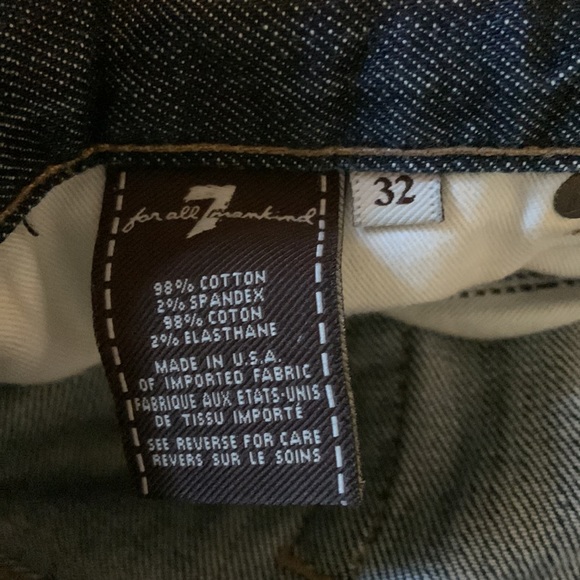 for all 7 mankind
32
98% COTTON
2% SPANDEX
98% COTON
2% ELASTHANE
MADE IN U.S.A.
OF IMPORTED FABRIC
FABRIQUE AUX ETATS-UNIS
DE TISSU IMPORTÉ
SEE REVERSE FOR CARE
REVERS SUR LE SOINS